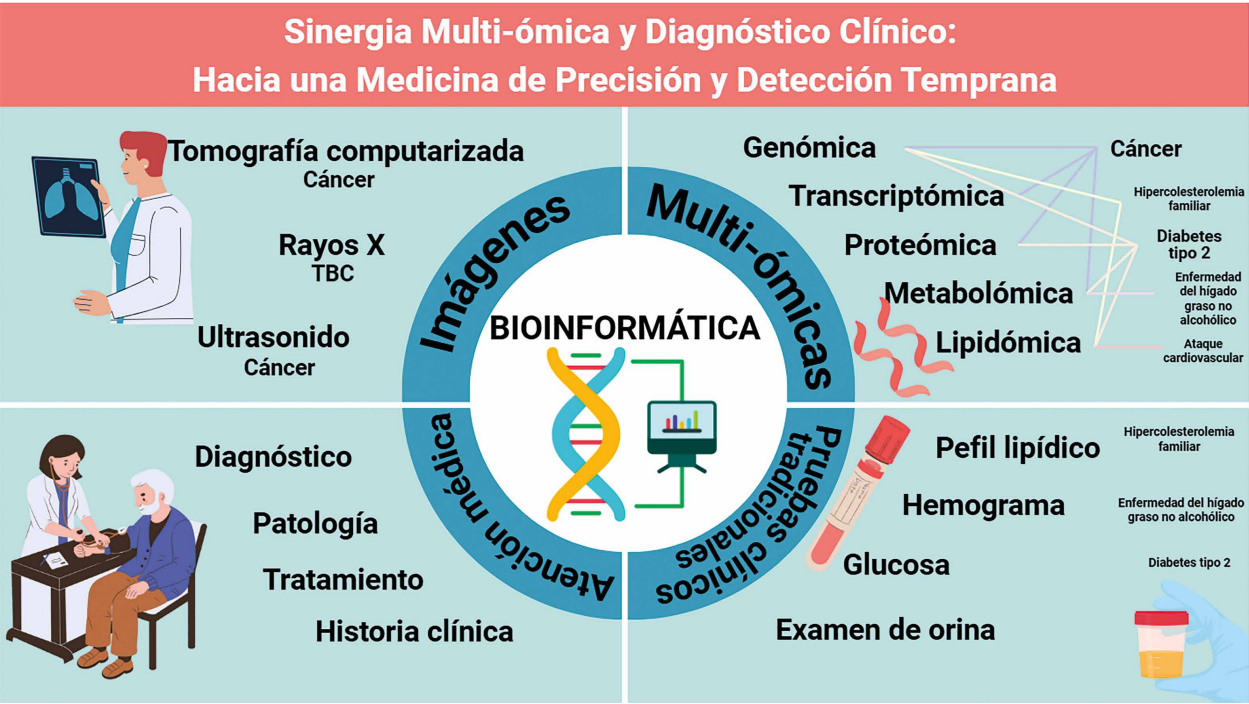 Sinergia Multi-ómica y Diagnóstico Clínico:
Hacia una Medicina de Precisión y Detección Temprana
Tomografía computarizada
Cáncer
Rayos X
TBC
Ultrasonido
Cáncer
Imágenes
Multi-ómicas
Genómica
Transcriptómica
Proteómica
Metabolómica
Lipidómica
Cáncer
Hipercolesterolemia
familiar
Diabetes
tipo 2
Enfermedad
del hígado
graso no
alcohólico
Ataque
cardiovascular
BIOINFORMÁTICA
Atención médica
Diagnóstico
Patología
Tratamiento
Historia clínica
Pruebas clínicos
tradicionales
Pefil lipídico
Hemograma
Glucosa
Examen de orina
Hipercolesterolemia
familiar
Enfermedad del hígado
graso no alcohólico
Diabetes tipo 2